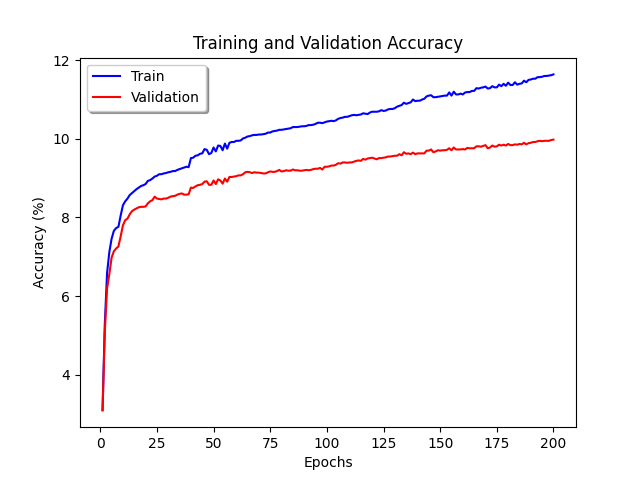 Training and Validation Accuracy
Train
Validation
Accuracy (%)
12
10
8
6
4
0 25 50 75 100 125 150 175 200
Epochs